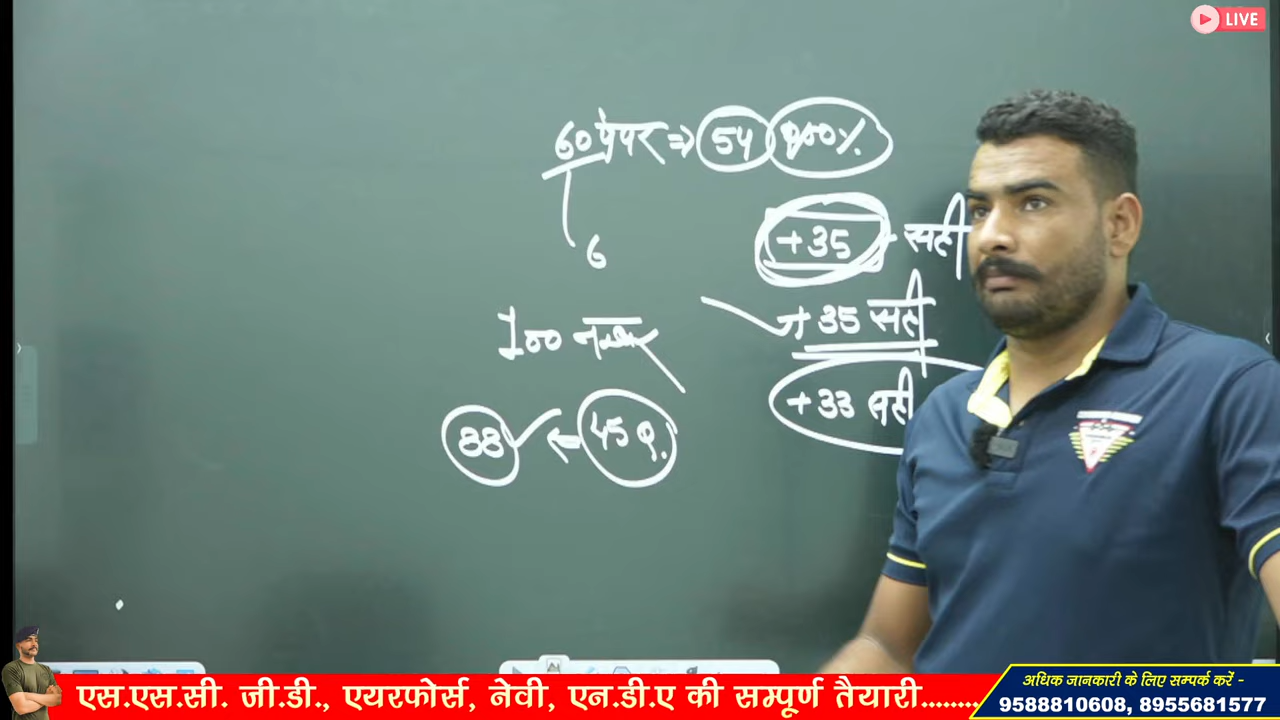 LIVE
60 पेपर => 54 100%
6
+35 - सही
+ 35 सही
100 नम्बर
+ 33 सही
88 ← 45 प्र.
एस.एस.सी. जी.डी., एयरफोर्स, नेवी, एन.डी.ए की सम्पूर्ण तैयारी........
अधिक जानकारी के लिए सम्पर्क करें -
9588810608, 8955681577